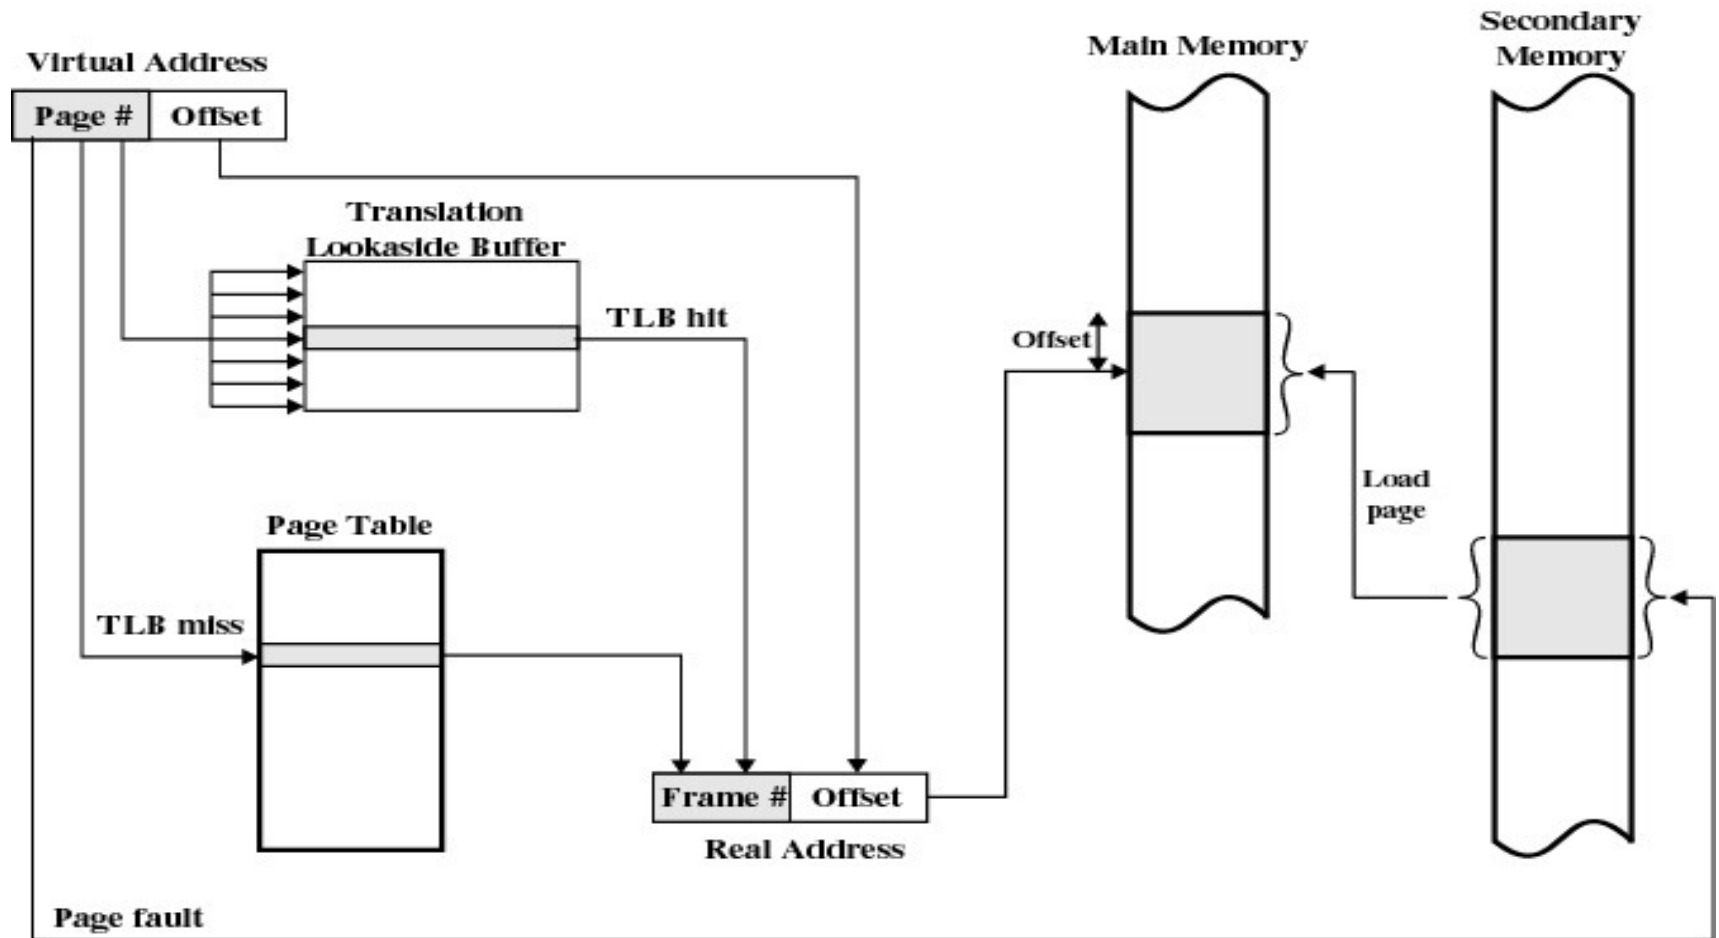 Secondary
Memory
Main Memory
Virtual Address
Page #
Offset
Translation
Lookaside Buffer
TLB hit
Offset
Load
page
Page Table
TLB miss
Frame #
Offset
Real Address
Page fault